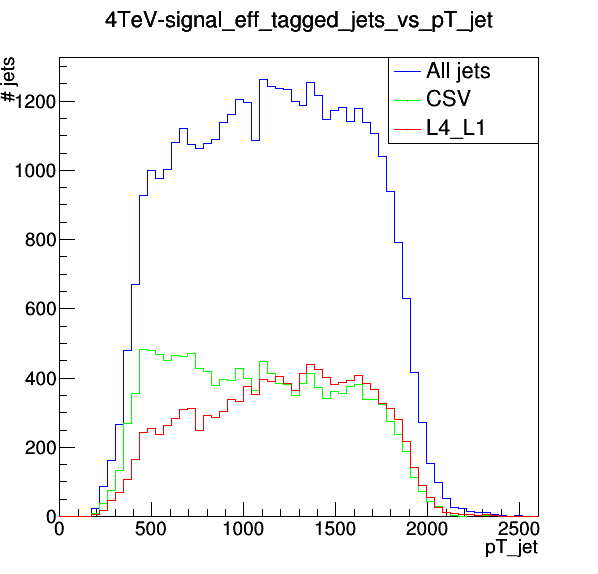 4TeV-signal_eff_tagged_jets_vs_pT_jet
# jets
All jets
CSV
L4_L1
1200
1000
800
600
400
200
0
0 500 1000 1500 2000 2500
pT_jet